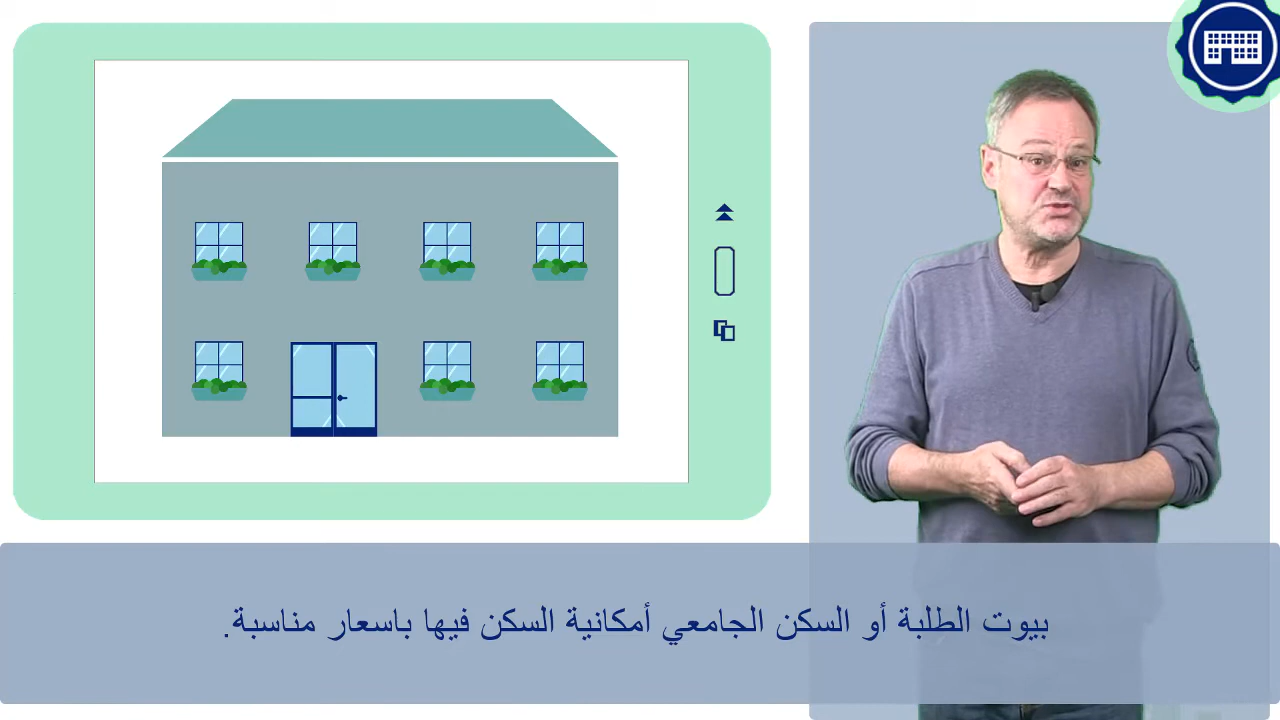 بيوت الطلبة أو السكن الجامعي أمكانية السكن فيها باسعار مناسبة.